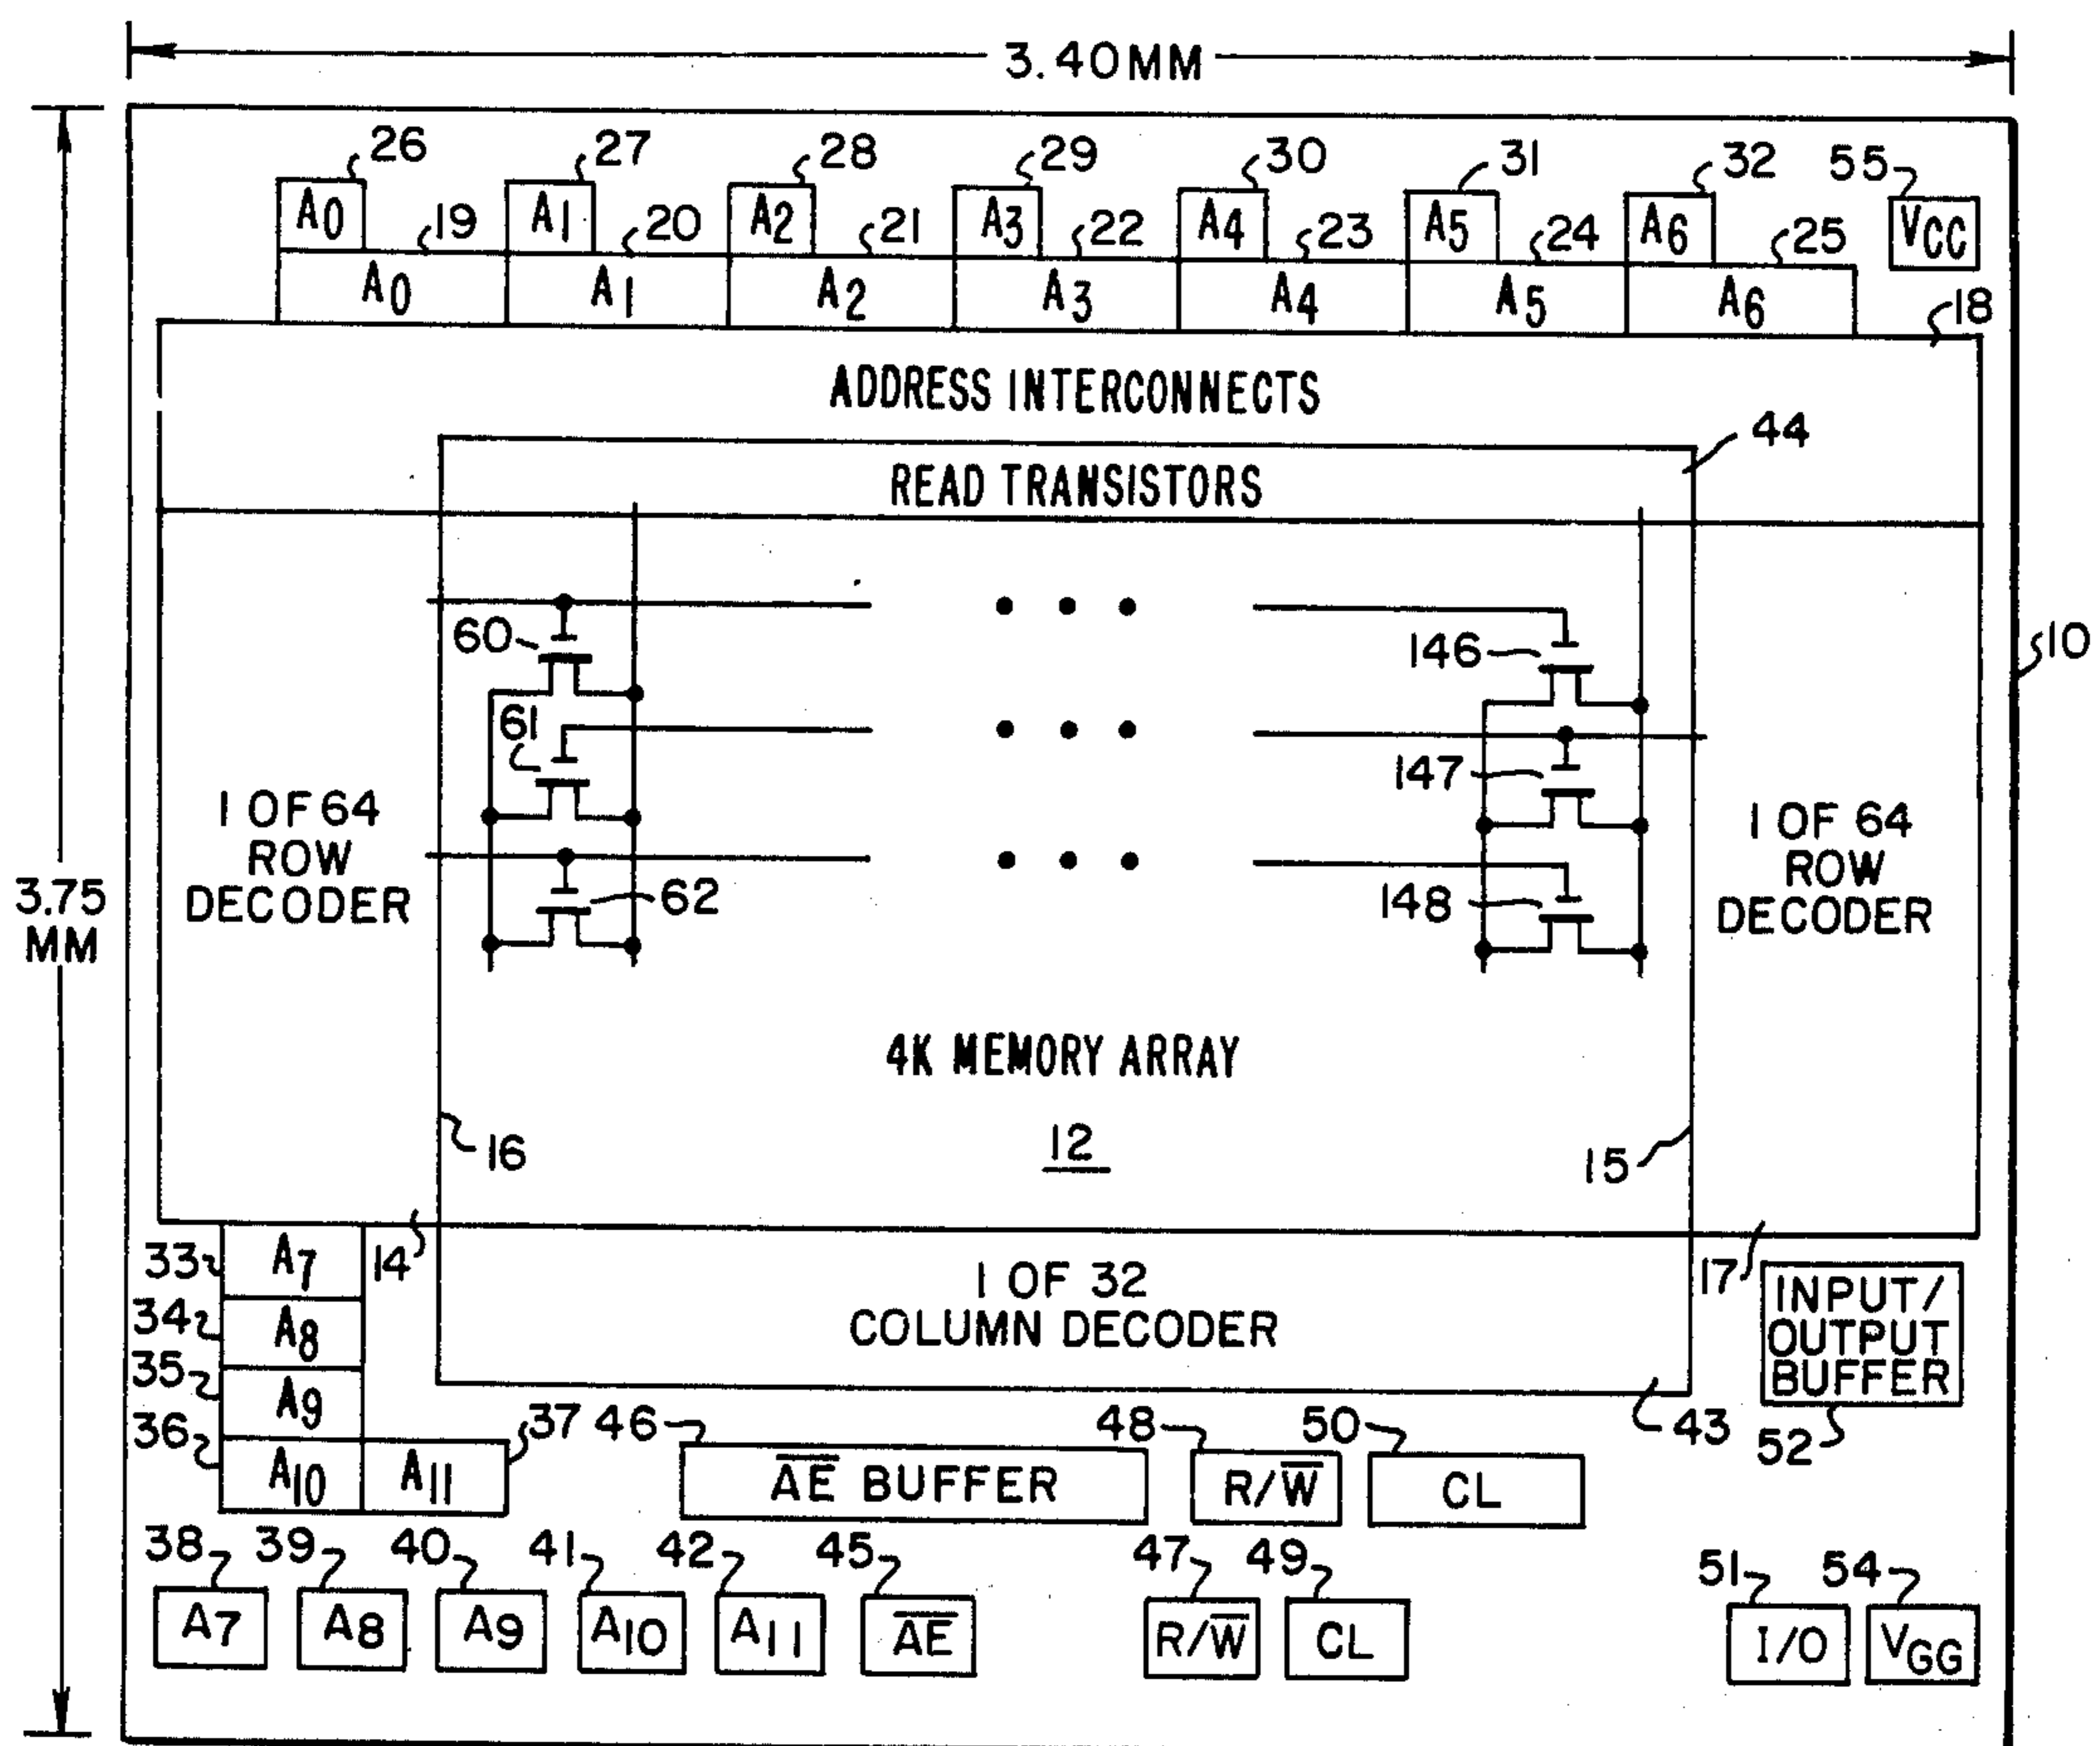 3.40MM
26 27 28 29 30 31 32 55
A0 A1 A2 A3 A4 A5 A6 VCC
19 20 21 22 23 24 25
A0 A1 A2 A3 A4 A5 A6
18
ADDRESS INTERCONNECTS
44
READ TRANSISTORS
60 146 10
61 147
1 OF 64
ROW
DECODER
1 OF 64
ROW
DECODER
3.75
MM
62 148
4K MEMORY ARRAY
16 12 15
33 A7 14 17
34 A8
35 A9
36 A10 A11 37
1 OF 32
COLUMN DECODER
43
INPUT/
OUTPUT
BUFFER
52
46 48 50
A̅E̅ BUFFER R/W̅ CL
38 39 40 41 42 45 47 49 51 54
A7 A8 A9 A10 A11 A̅E̅ R/W̅ CL I/O VGG